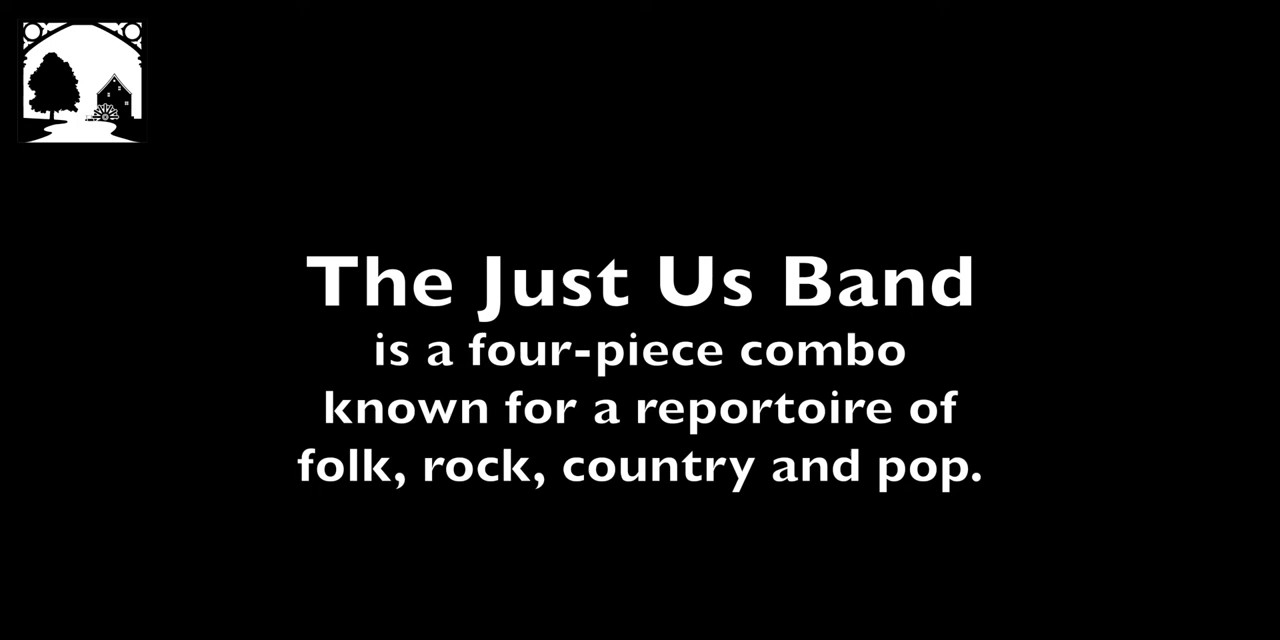 The Just Us Band
is a four-piece combo
known for a reportoire of
folk, rock, country and pop.